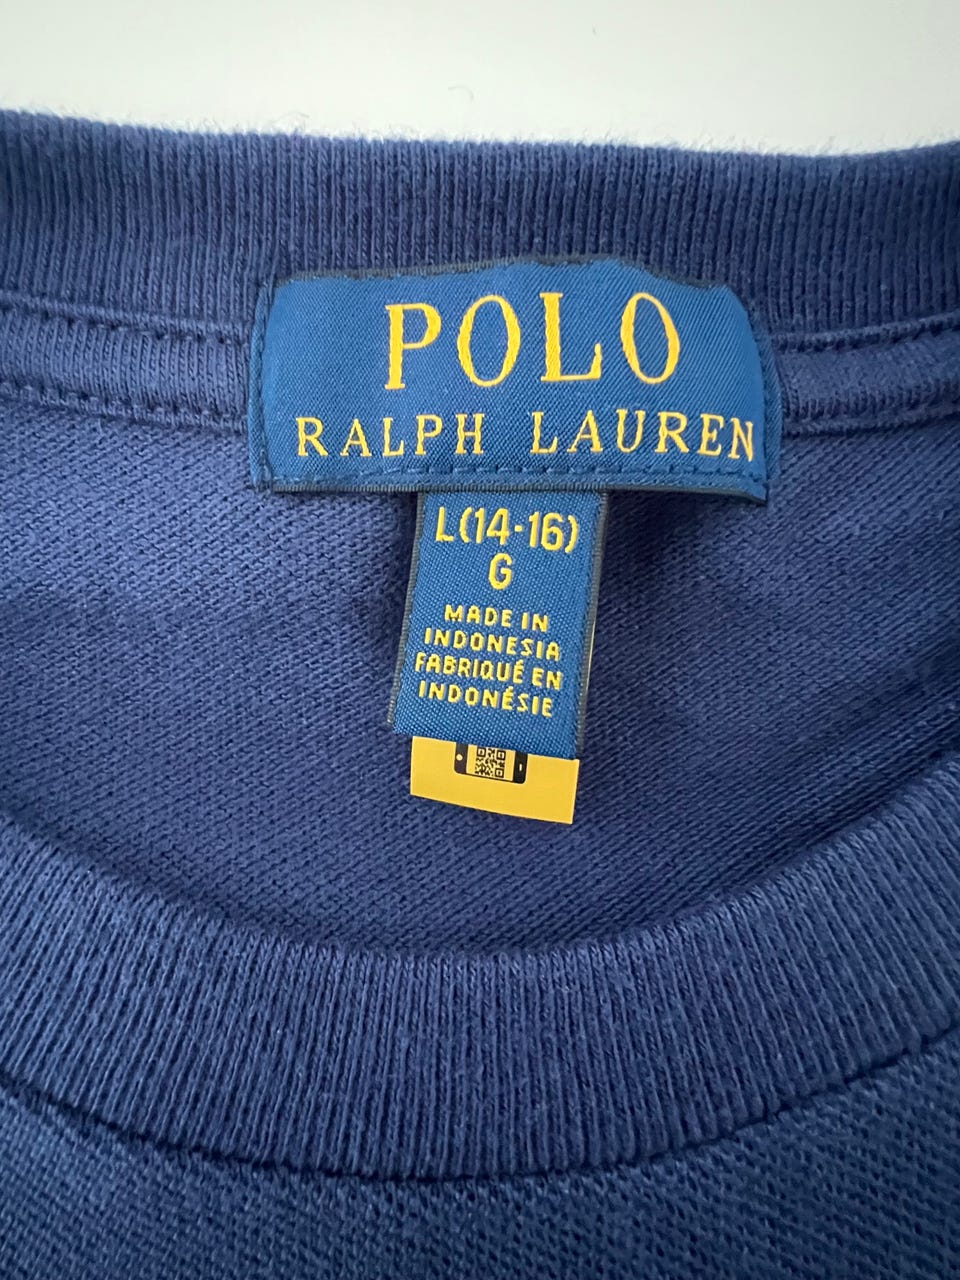 POLO
RALPH LAUREN
L(14-16)
G
MADE IN
INDONESIA
FABRIQUÉ EN
INDONÉSIE